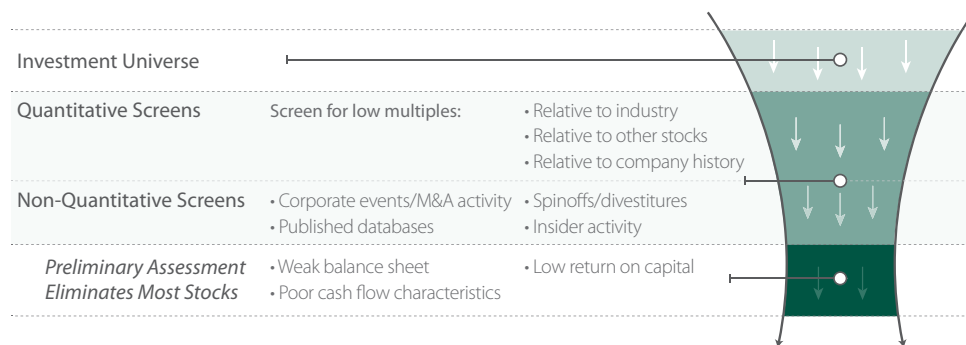 Investment Universe
Quantitative Screens
Screen for low multiples:
• Relative to industry
• Relative to other stocks
• Relative to company history
Non-Quantitative Screens
• Corporate events/M&A activity
• Published databases
• Spinoffs/divestitures
• Insider activity
Preliminary Assessment
Eliminates Most Stocks
• Weak balance sheet
• Poor cash flow characteristics
• Low return on capital